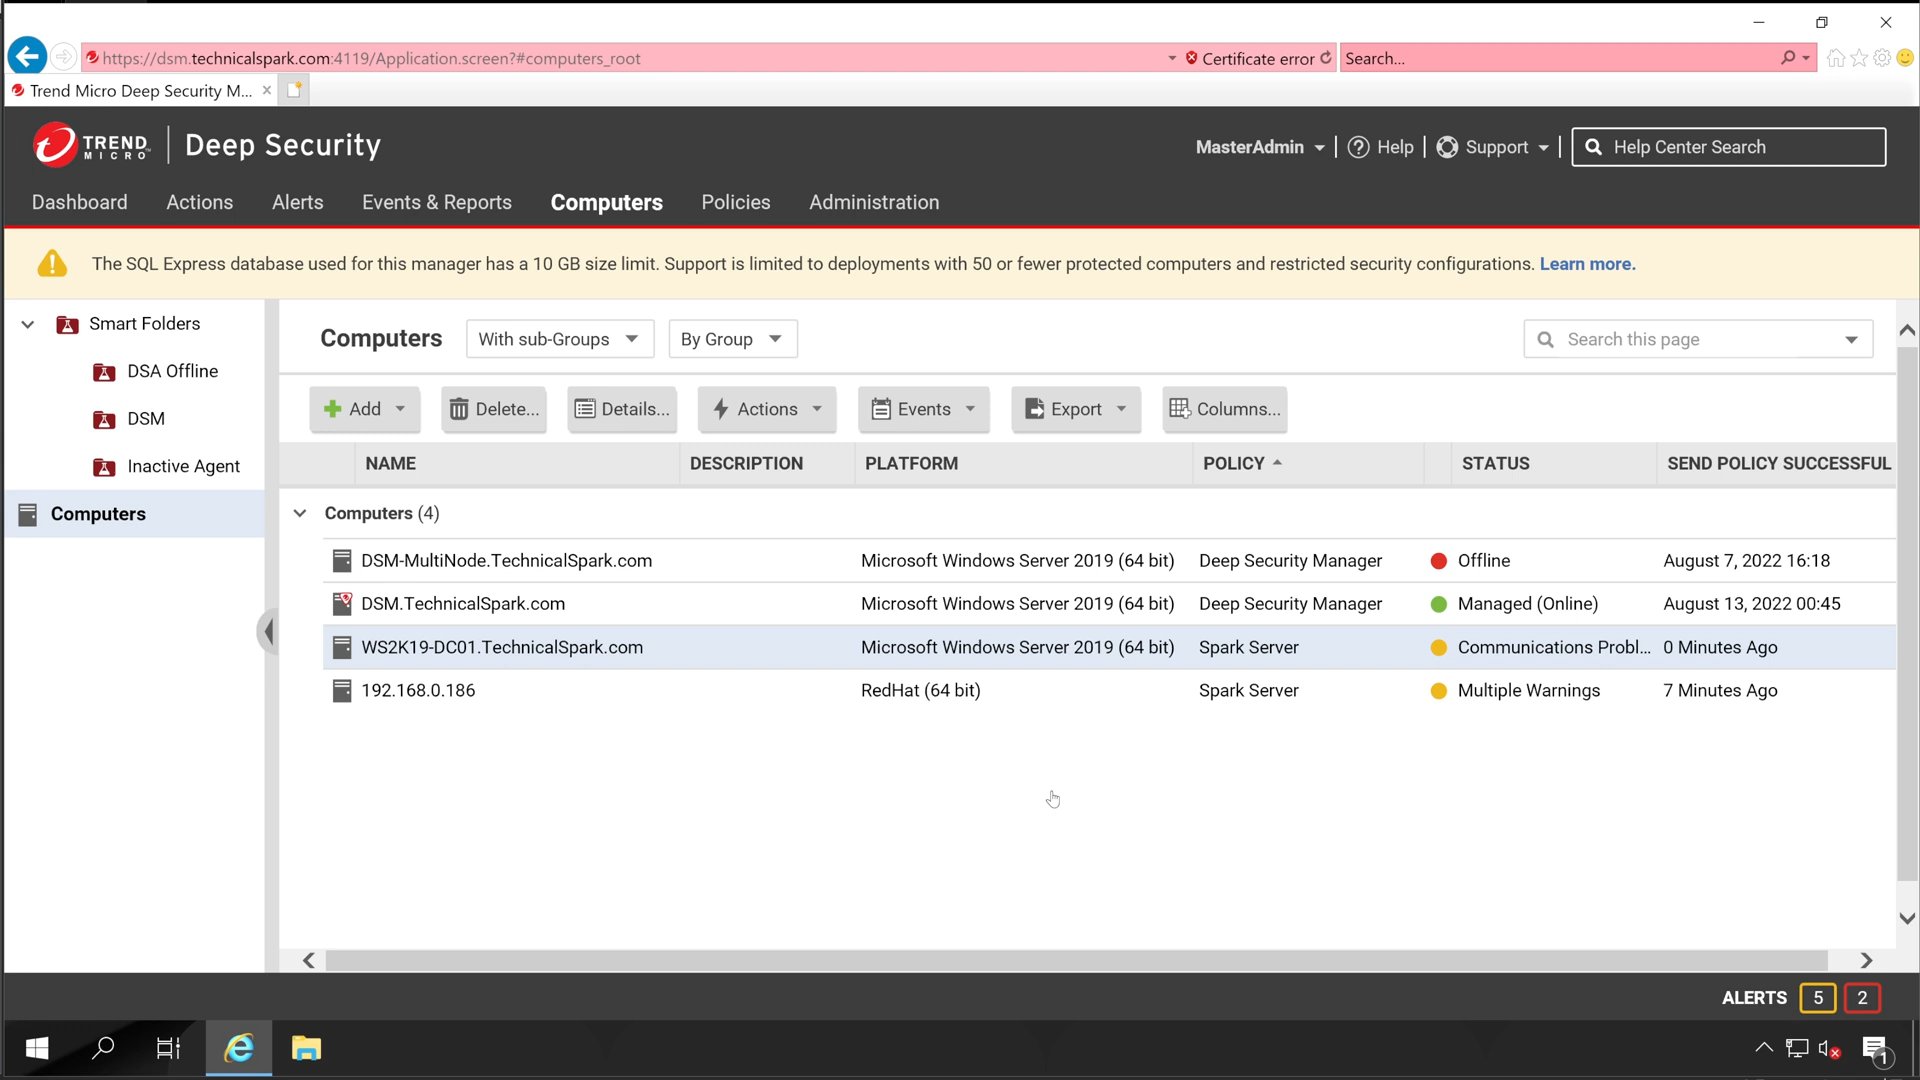 https://dsm.technicalspark.com:4119/Application.screen?#computers_root
Certificate error
Search...
Trend Micro Deep Security M...
TREND MICRO
Deep Security
MasterAdmin
Help
Support
Help Center Search
Dashboard
Actions
Alerts
Events & Reports
Computers
Policies
Administration
The SQL Express database used for this manager has a 10 GB size limit. Support is limited to deployments with 50 or fewer protected computers and restricted security configurations. Learn more.
Smart Folders
DSA Offline
DSM
Inactive Agent
Computers
Computers
With sub-Groups
By Group
Search this page
Add
Delete...
Details...
Actions
Events
Export
Columns...
NAME DESCRIPTION PLATFORM POLICY STATUS SEND POLICY SUCCESSFUL
Computers (4)
DSM-MultiNode.TechnicalSpark.com Microsoft Windows Server 2019 (64 bit) Deep Security Manager Offline August 7, 2022 16:18
DSM.TechnicalSpark.com Microsoft Windows Server 2019 (64 bit) Deep Security Manager Managed (Online) August 13, 2022 00:45
WS2K19-DC01.TechnicalSpark.com Microsoft Windows Server 2019 (64 bit) Spark Server Communications Probl... 0 Minutes Ago
192.168.0.186 RedHat (64 bit) Spark Server Multiple Warnings 7 Minutes Ago
ALERTS 5 2
1